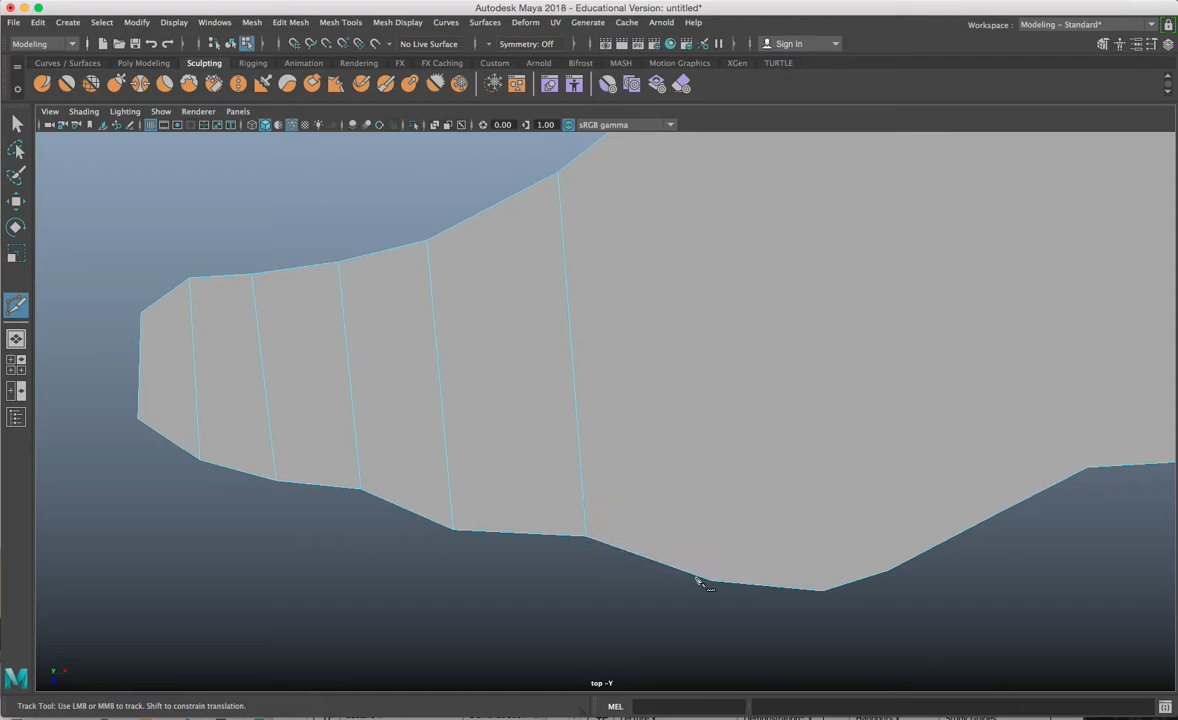 Autodesk Maya 2018 - Educational Version: untitled*
File Edit Create Select Modify Display Windows Mesh Edit Mesh Mesh Tools Mesh Display Curves Surfaces Deform UV Generate Cache Arnold Help
Workspace : Modeling - Standard*
Modeling No Live Surface Symmetry: Off Sign In
Curves / Surfaces Poly Modeling Sculpting Rigging Animation Rendering FX FX Caching Custom Arnold Bifrost MASH Motion Graphics XGen TURTLE
View Shading Lighting Show Renderer Panels
0.00 1.00 sRGB gamma
y x
top -Y
Track Tool: Use LMB or MMB to track. Shift to constrain translation.
MEL